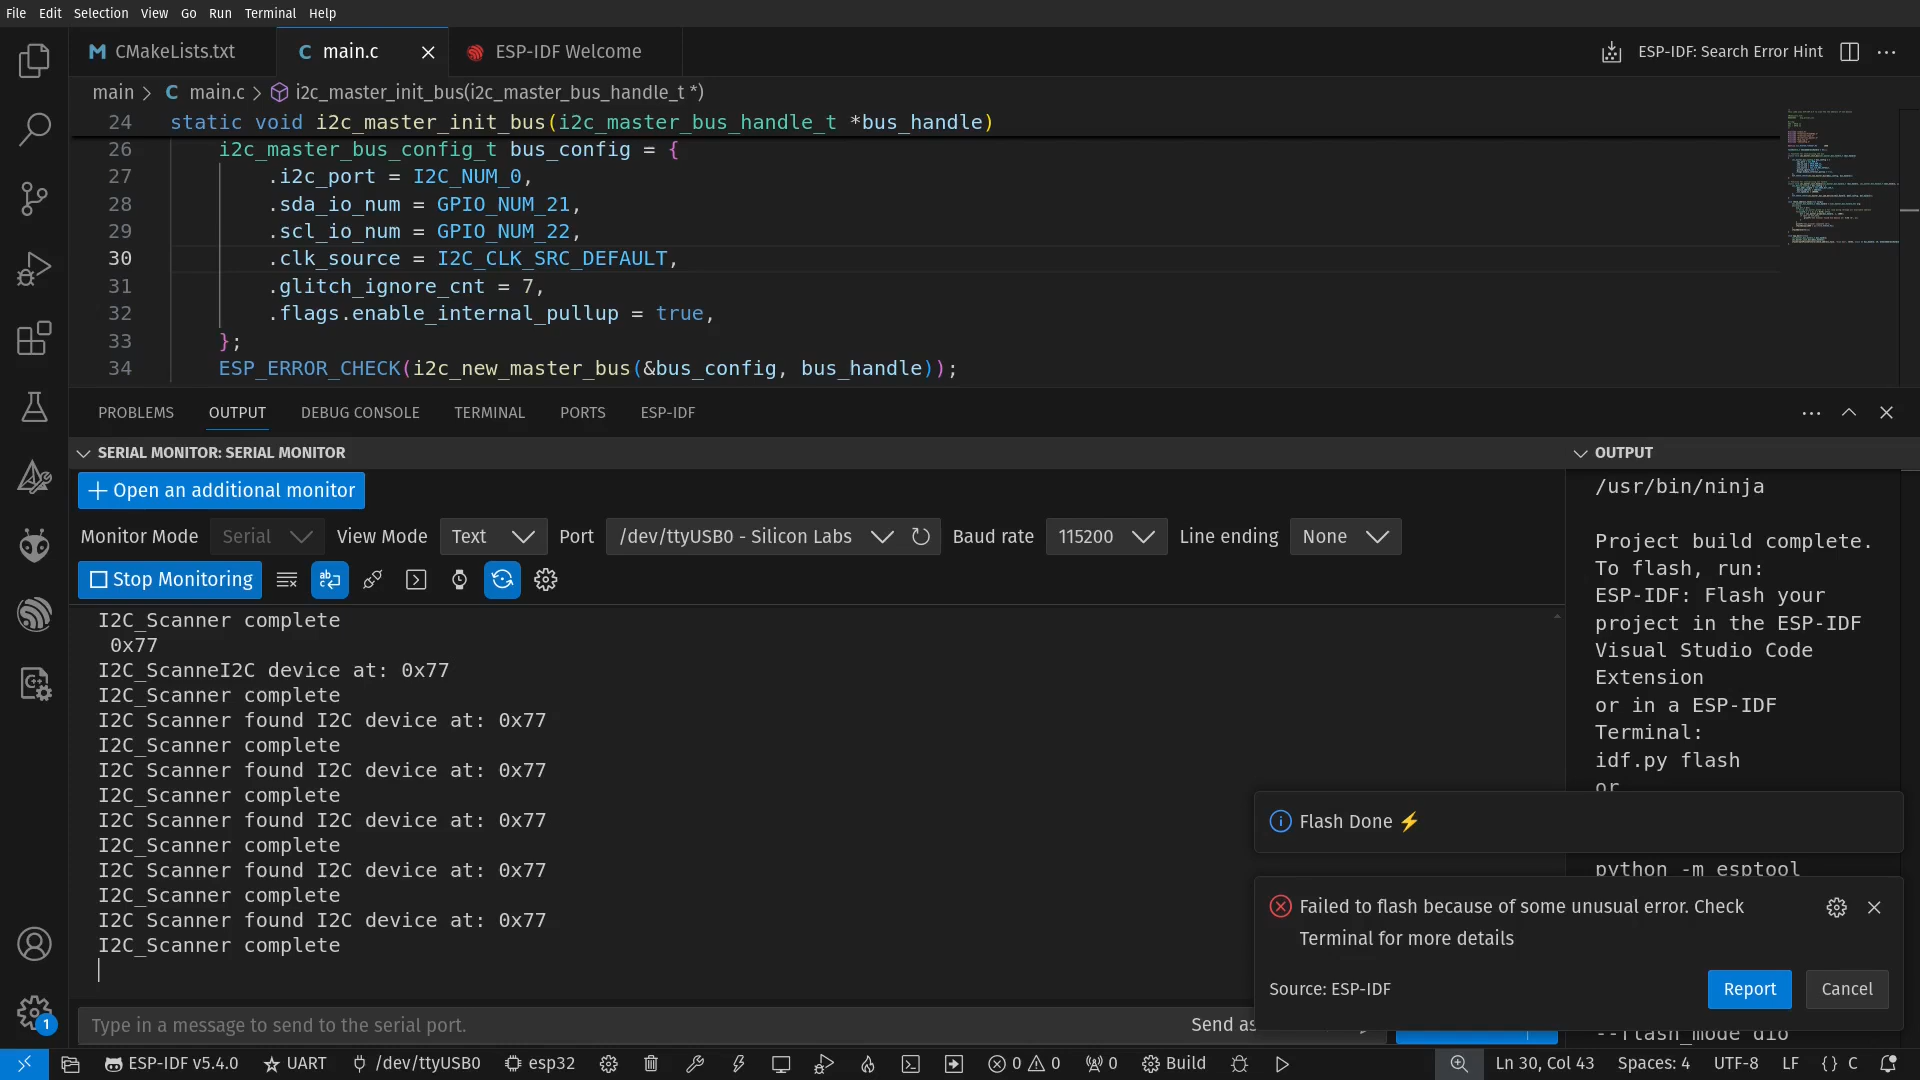 File Edit Selection View Go Run Terminal Help
CMakeLists.txt
main.c
ESP-IDF Welcome
ESP-IDF: Search Error Hint
main > C main.c > i2c_master_init_bus(i2c_master_bus_handle_t *)
24 static void i2c_master_init_bus(i2c_master_bus_handle_t *bus_handle)
26 i2c_master_bus_config_t bus_config = {
27 .i2c_port = I2C_NUM_0,
28 .sda_io_num = GPIO_NUM_21,
29 .scl_io_num = GPIO_NUM_22,
30 .clk_source = I2C_CLK_SRC_DEFAULT,
31 .glitch_ignore_cnt = 7,
32 .flags.enable_internal_pullup = true,
33 };
34 ESP_ERROR_CHECK(i2c_new_master_bus(&bus_config, bus_handle));
PROBLEMS OUTPUT DEBUG CONSOLE TERMINAL PORTS ESP-IDF
SERIAL MONITOR: SERIAL MONITOR
Open an additional monitor
Monitor Mode Serial View Mode Text Port /dev/ttyUSB0 - Silicon Labs Baud rate 115200 Line ending None
Stop Monitoring
I2C_Scanner complete
0x77
I2C_ScanneI2C device at: 0x77
I2C_Scanner complete
I2C_Scanner found I2C device at: 0x77
I2C_Scanner complete
I2C_Scanner found I2C device at: 0x77
I2C_Scanner complete
I2C_Scanner found I2C device at: 0x77
I2C_Scanner complete
I2C_Scanner found I2C device at: 0x77
I2C_Scanner complete
I2C_Scanner found I2C device at: 0x77
I2C_Scanner complete
Type in a message to send to the serial port.
Send as
OUTPUT
/usr/bin/ninja
Project build complete.
To flash, run:
ESP-IDF: Flash your
project in the ESP-IDF
Visual Studio Code
Extension
or in a ESP-IDF
Terminal:
idf.py flash
or
python -m esptool
--flash_mode dio
Flash Done ⚡
Failed to flash because of some unusual error. Check
Terminal for more details
Source: ESP-IDF
Report
Cancel
1
ESP-IDF v5.4.0 UART /dev/ttyUSB0 esp32 0 0 0 Build Ln 30, Col 43 Spaces: 4 UTF-8 LF {} C